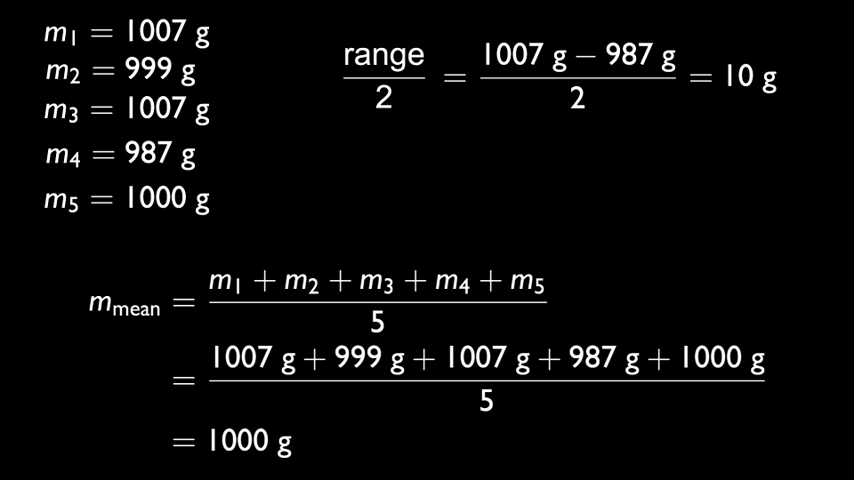 m₁ = 1007 g
m₂ = 999 g
m₃ = 1007 g
m₄ = 987 g
m₅ = 1000 g
range/2 = (1007 g − 987 g)/2 = 10 g
m_mean = (m₁ + m₂ + m₃ + m₄ + m₅)/5
= (1007 g + 999 g + 1007 g + 987 g + 1000 g)/5
= 1000 g